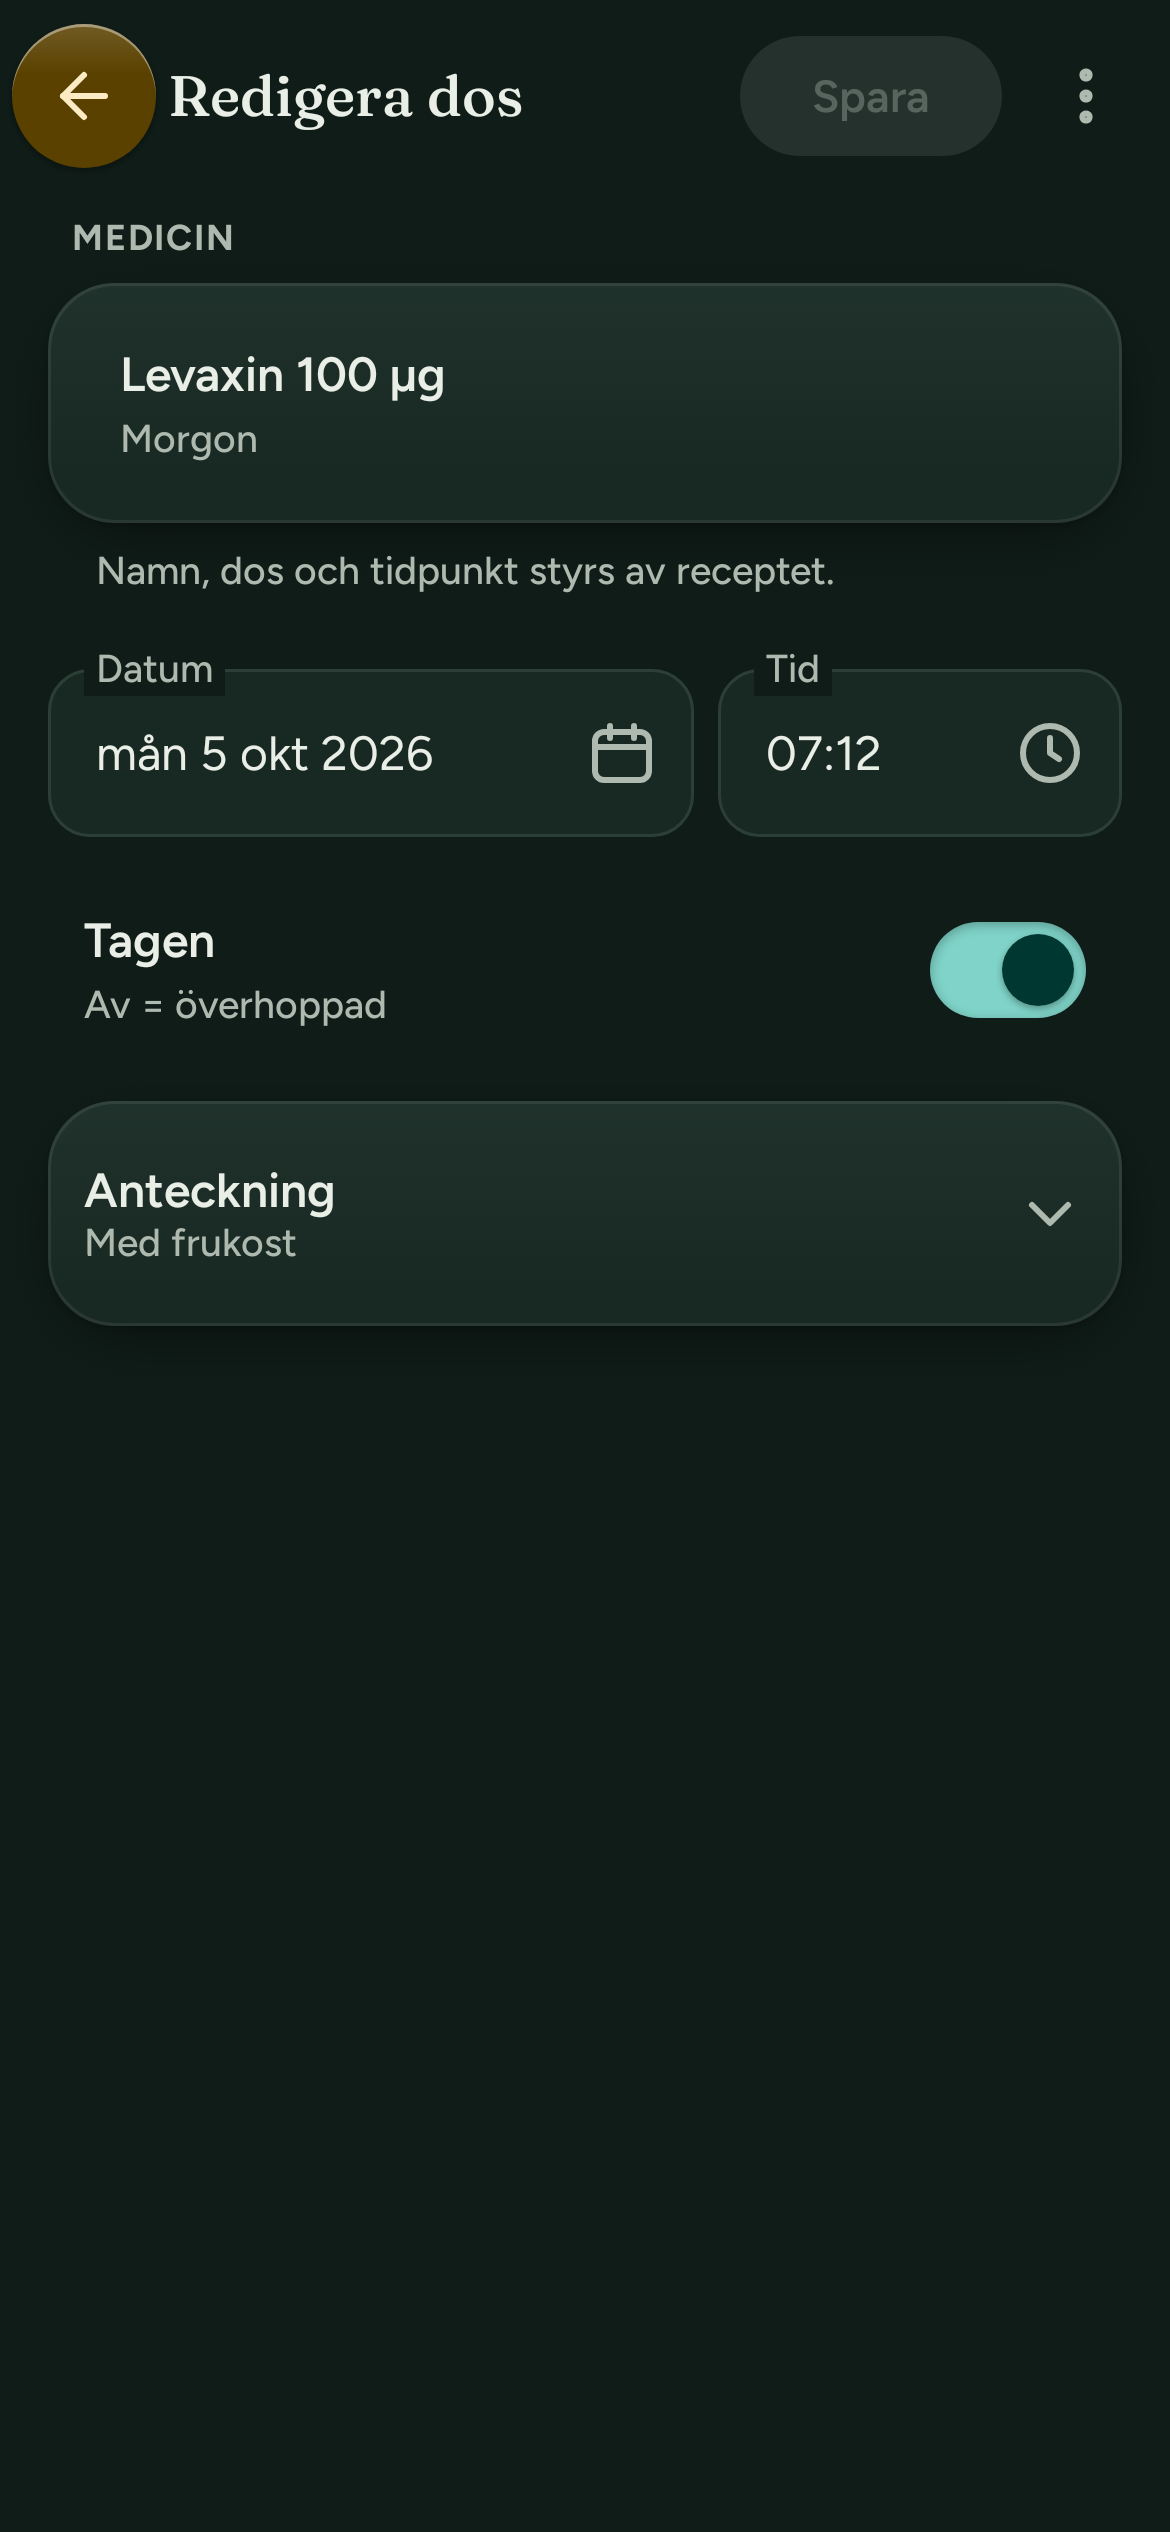 Redigera dos
Spara
MEDICIN
Levaxin 100 µg
Morgon
Namn, dos och tidpunkt styrs av receptet.
Datum
Tid
mån 5 okt 2026
07:12
Tagen
Av = överhoppad
Anteckning
Med frukost